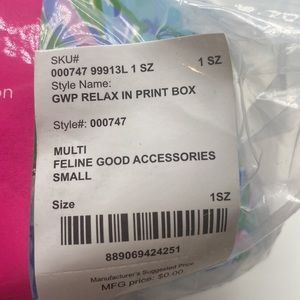 on
SKU#
000747 99913L 1 SZ 1 SZ
Style Name:
GWP RELAX IN PRINT BOX
Style#: 000747
MULTI
FELINE GOOD ACCESSORIES
SMALL
Size 1SZ
889069424251
Manufacturer's Suggested Price
MFG price: $0.00